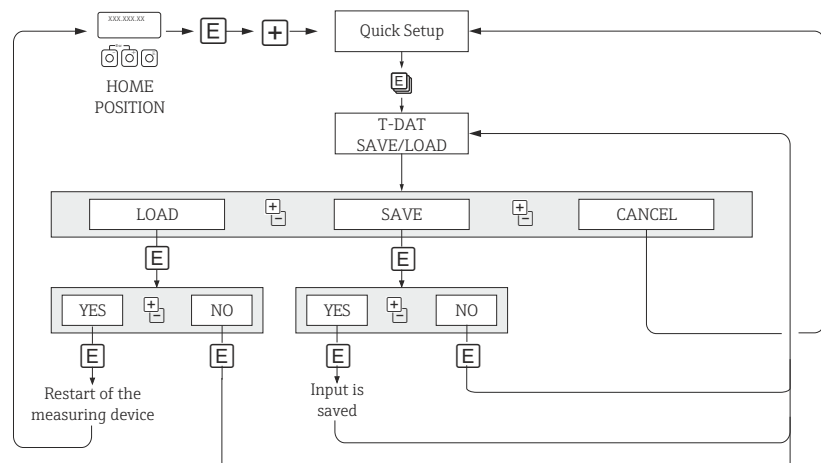 xxx.xxx.xx
Esc
E
+
Quick Setup
HOME
POSITION
E
T-DAT
SAVE/LOAD
LOAD
+
-
SAVE
+
-
CANCEL
E
E
YES
+
-
NO
YES
+
-
NO
E
E
E
E
Restart of the
measuring device
Input is
saved